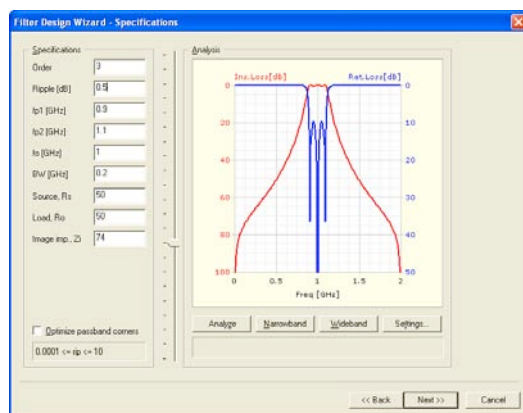 Filter Design Wizard - Specifications
Specifications
Order 3
Ripple [dB] 0.5
fp1 [GHz] 0.9
fp2 [GHz] 1.1
fo [GHz] 1
BW [GHz] 0.2
Source, Rs 50
Load, Ro 50
Image imp., Zi 74
Optimize passband corners
0.0001 <= rip <= 10
Analysis
Ins.Loss[dB] Ret.Loss[dB]
0 0
20 10
40 20
60 30
80 40
100 50
0 0.5 1 1.5 2
Freq [GHz]
Analyze Narrowband Wideband Settings...
<< Back Next >> Cancel